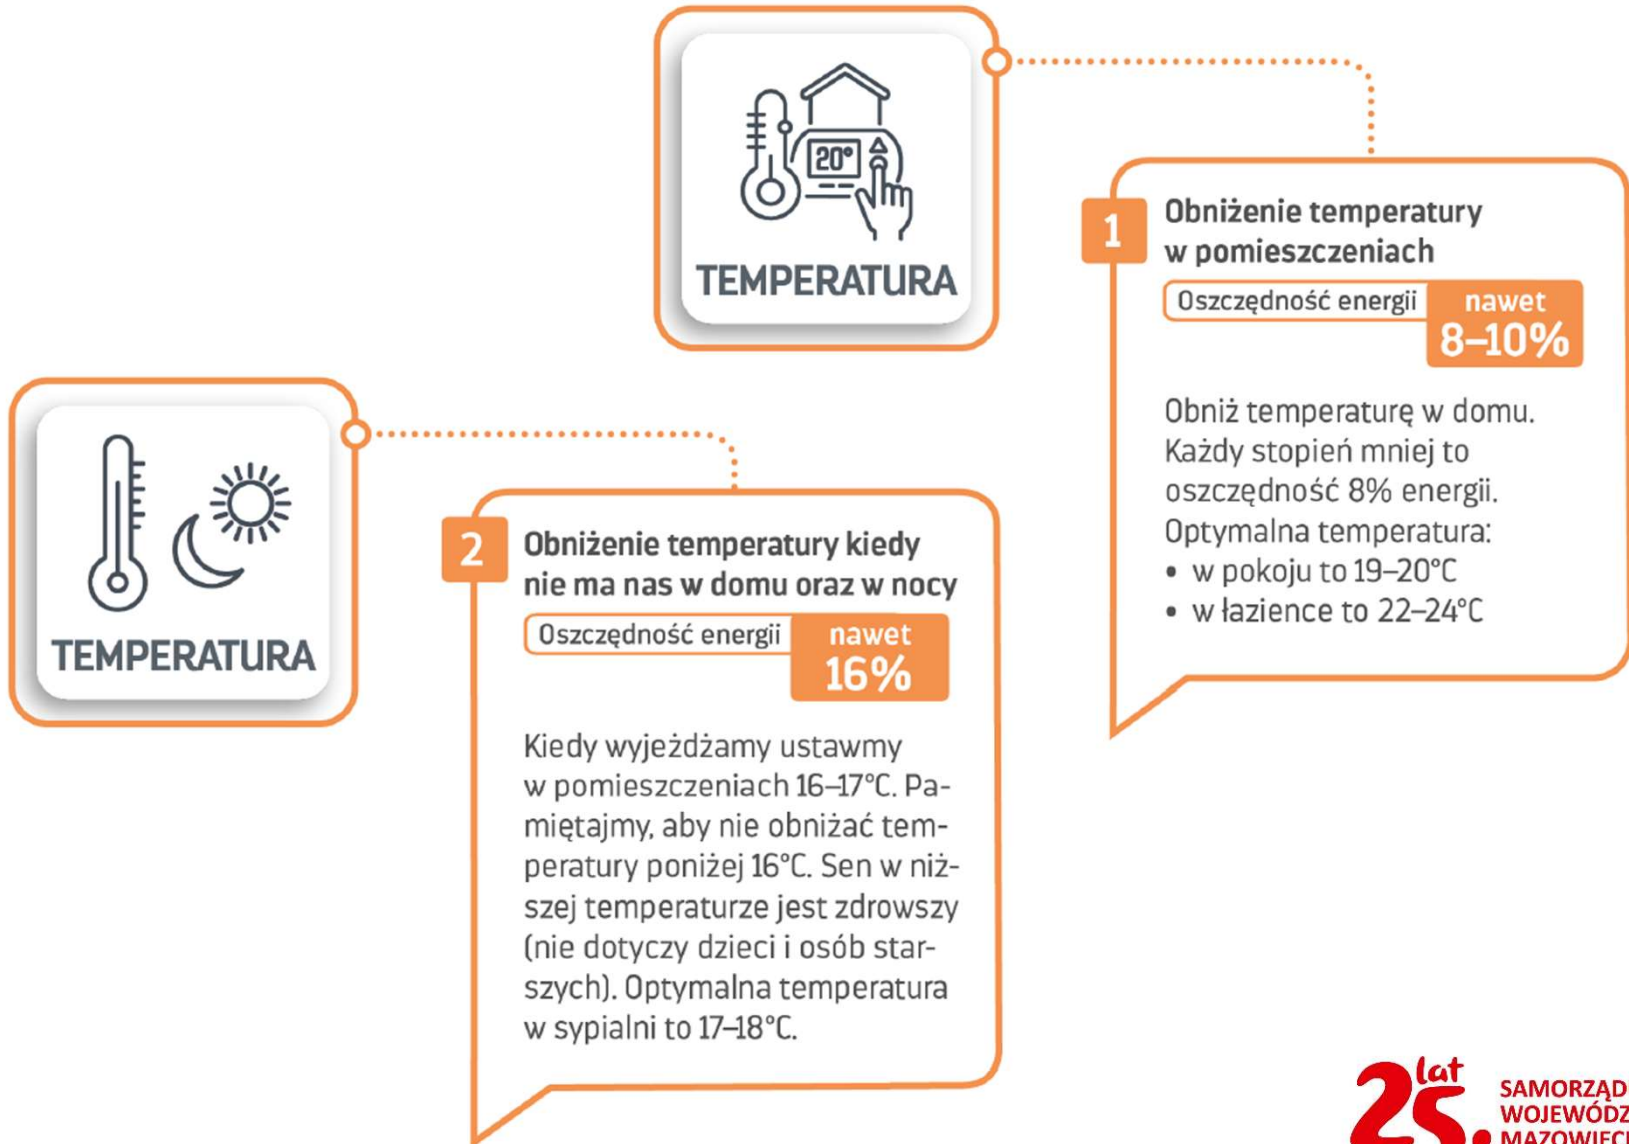 20°
TEMPERATURA
1
Obniżenie temperatury
w pomieszczeniach
Oszczędność energii
nawet
8–10%
Obniż temperaturę w domu.
Każdy stopień mniej to
oszczędność 8% energii.
Optymalna temperatura:
• w pokoju to 19–20°C
• w łazience to 22–24°C
TEMPERATURA
2
Obniżenie temperatury kiedy
nie ma nas w domu oraz w nocy
Oszczędność energii
nawet
16%
Kiedy wyjeżdżamy ustawmy
w pomieszczeniach 16–17°C. Pa-
miętajmy, aby nie obniżać tem-
peratury poniżej 16°C. Sen w niż-
szej temperaturze jest zdrowszy
(nie dotyczy dzieci i osób star-
szych). Optymalna temperatura
w sypialni to 17–18°C.
25 lat
SAMORZĄD